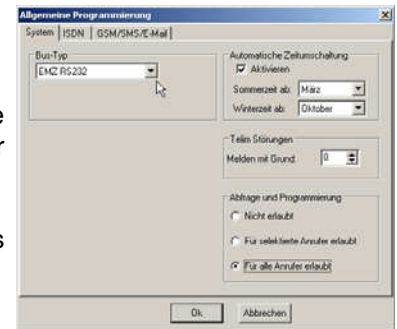 Allgemeine Programmierung
System ISDN GSM/SMS/E-Mail
Bus-Typ
EMZ RS232
Automatische Zeitumschaltung
Aktivieren
Sommerzeit ab: März
Winterzeit ab: Oktober
Telim Störungen
Melden mit Grund: 0
Abfrage und Programmierung
Nicht erlaubt
Für selektierte Anrufer erlaubt
Für alle Anrufer erlaubt
Ok Abbrechen
e
r
s